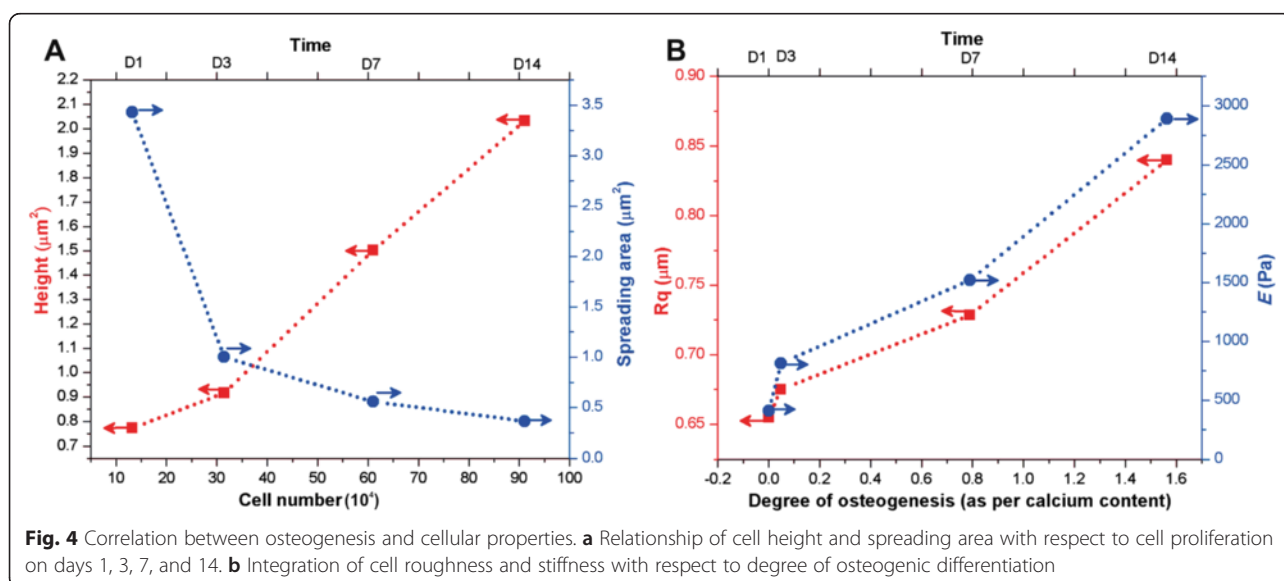 A
Time
D1 D3 D7 D14
2.2
2.1
2.0
1.9
1.8
1.7
1.6
1.5
1.4
1.3
1.2
1.1
1.0
0.9
0.8
0.7
Height (μm²)
3.5
3.0
2.5
2.0
1.5
1.0
0.5
0.0
Spreading area (μm²)
10 20 30 40 50 60 70 80 90 100
Cell number (10⁴)
B
Time
D1 D3 D7 D14
0.90
0.85
0.80
0.75
0.70
0.65
Rq (μm)
3000
2500
2000
1500
1000
500
0
E (Pa)
-0.2 0.0 0.2 0.4 0.6 0.8 1.0 1.2 1.4 1.6
Degree of osteogenesis (as per calcium content)
Fig. 4 Correlation between osteogenesis and cellular properties. a Relationship of cell height and spreading area with respect to cell proliferation
on days 1, 3, 7, and 14. b Integration of cell roughness and stiffness with respect to degree of osteogenic differentiation